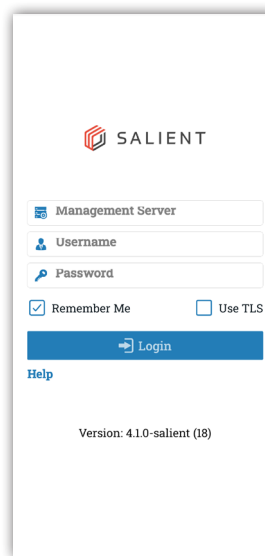 SALIENT
Management Server
Username
Password
Remember Me Use TLS
Login
Help
Version: 4.1.0-salient (18)